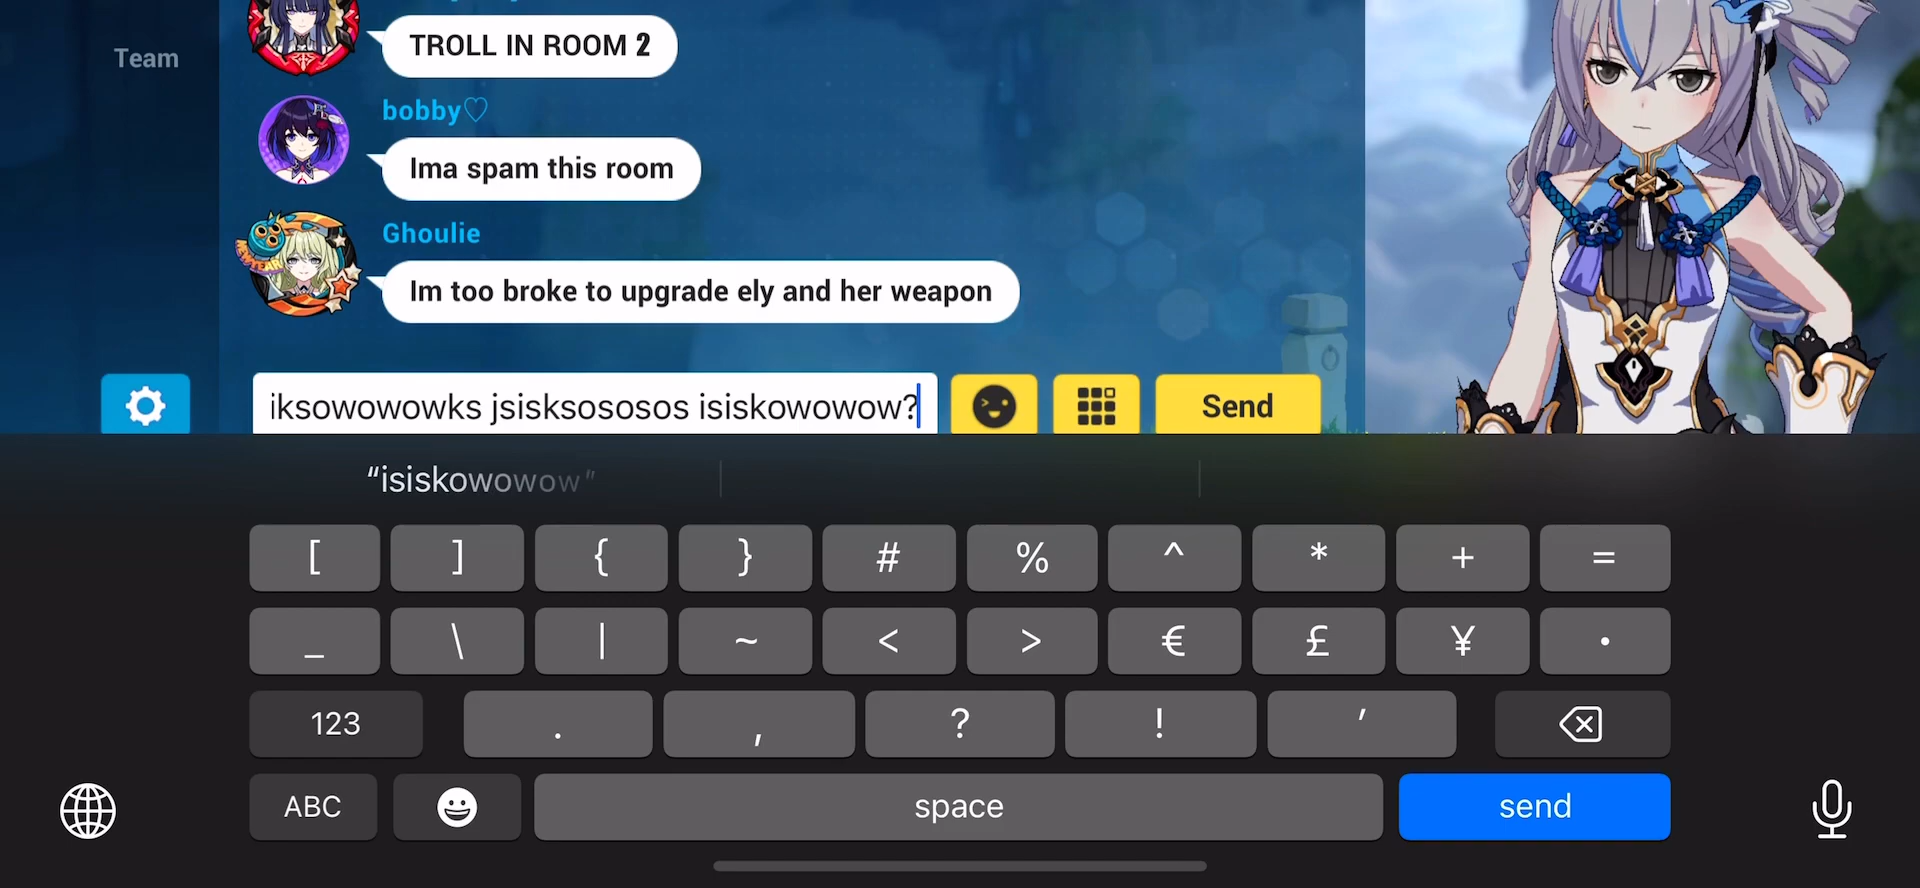 Team
TROLL IN ROOM 2
bobby♡
Ima spam this room
Ghoulie
Im too broke to upgrade ely and her weapon
iksowowowks jsisksososos isiskowowow?
Send
“isiskowowow”
[ ] { } # % ^ * + =
_ \ | ~ < > € £ ¥ •
123 . , ? ! ′
ABC space send